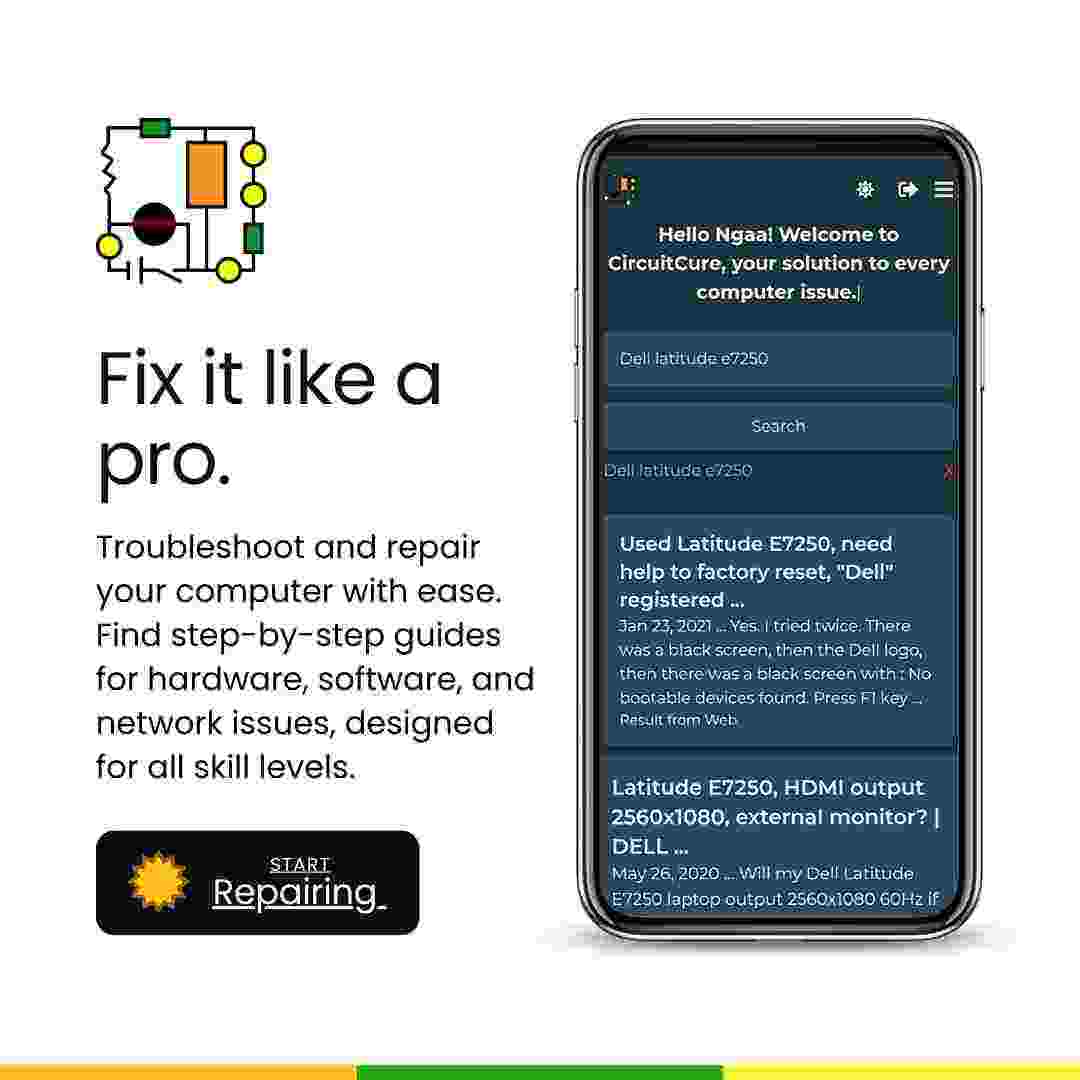 Fix it like a
pro.
Troubleshoot and repair
your computer with ease.
Find step-by-step guides
for hardware, software, and
network issues, designed
for all skill levels.
START
Repairing
Hello Ngaa! Welcome to
CircuitCure, your solution to every
computer issue.|
Dell latitude e7250
Search
Dell latitude e7250
X
Used Latitude E7250, need
help to factory reset, "Dell"
registered ...
Jan 23, 2021 ... Yes. I tried twice. There
was a black screen, then the Dell logo,
then there was a black screen with : No
bootable devices found. Press F1 key ...
Result from Web
Latitude E7250, HDMI output
2560x1080, external monitor? |
DELL ...
May 26, 2020 ... Will my Dell Latitude
E7250 laptop output 2560x1080 60Hz if